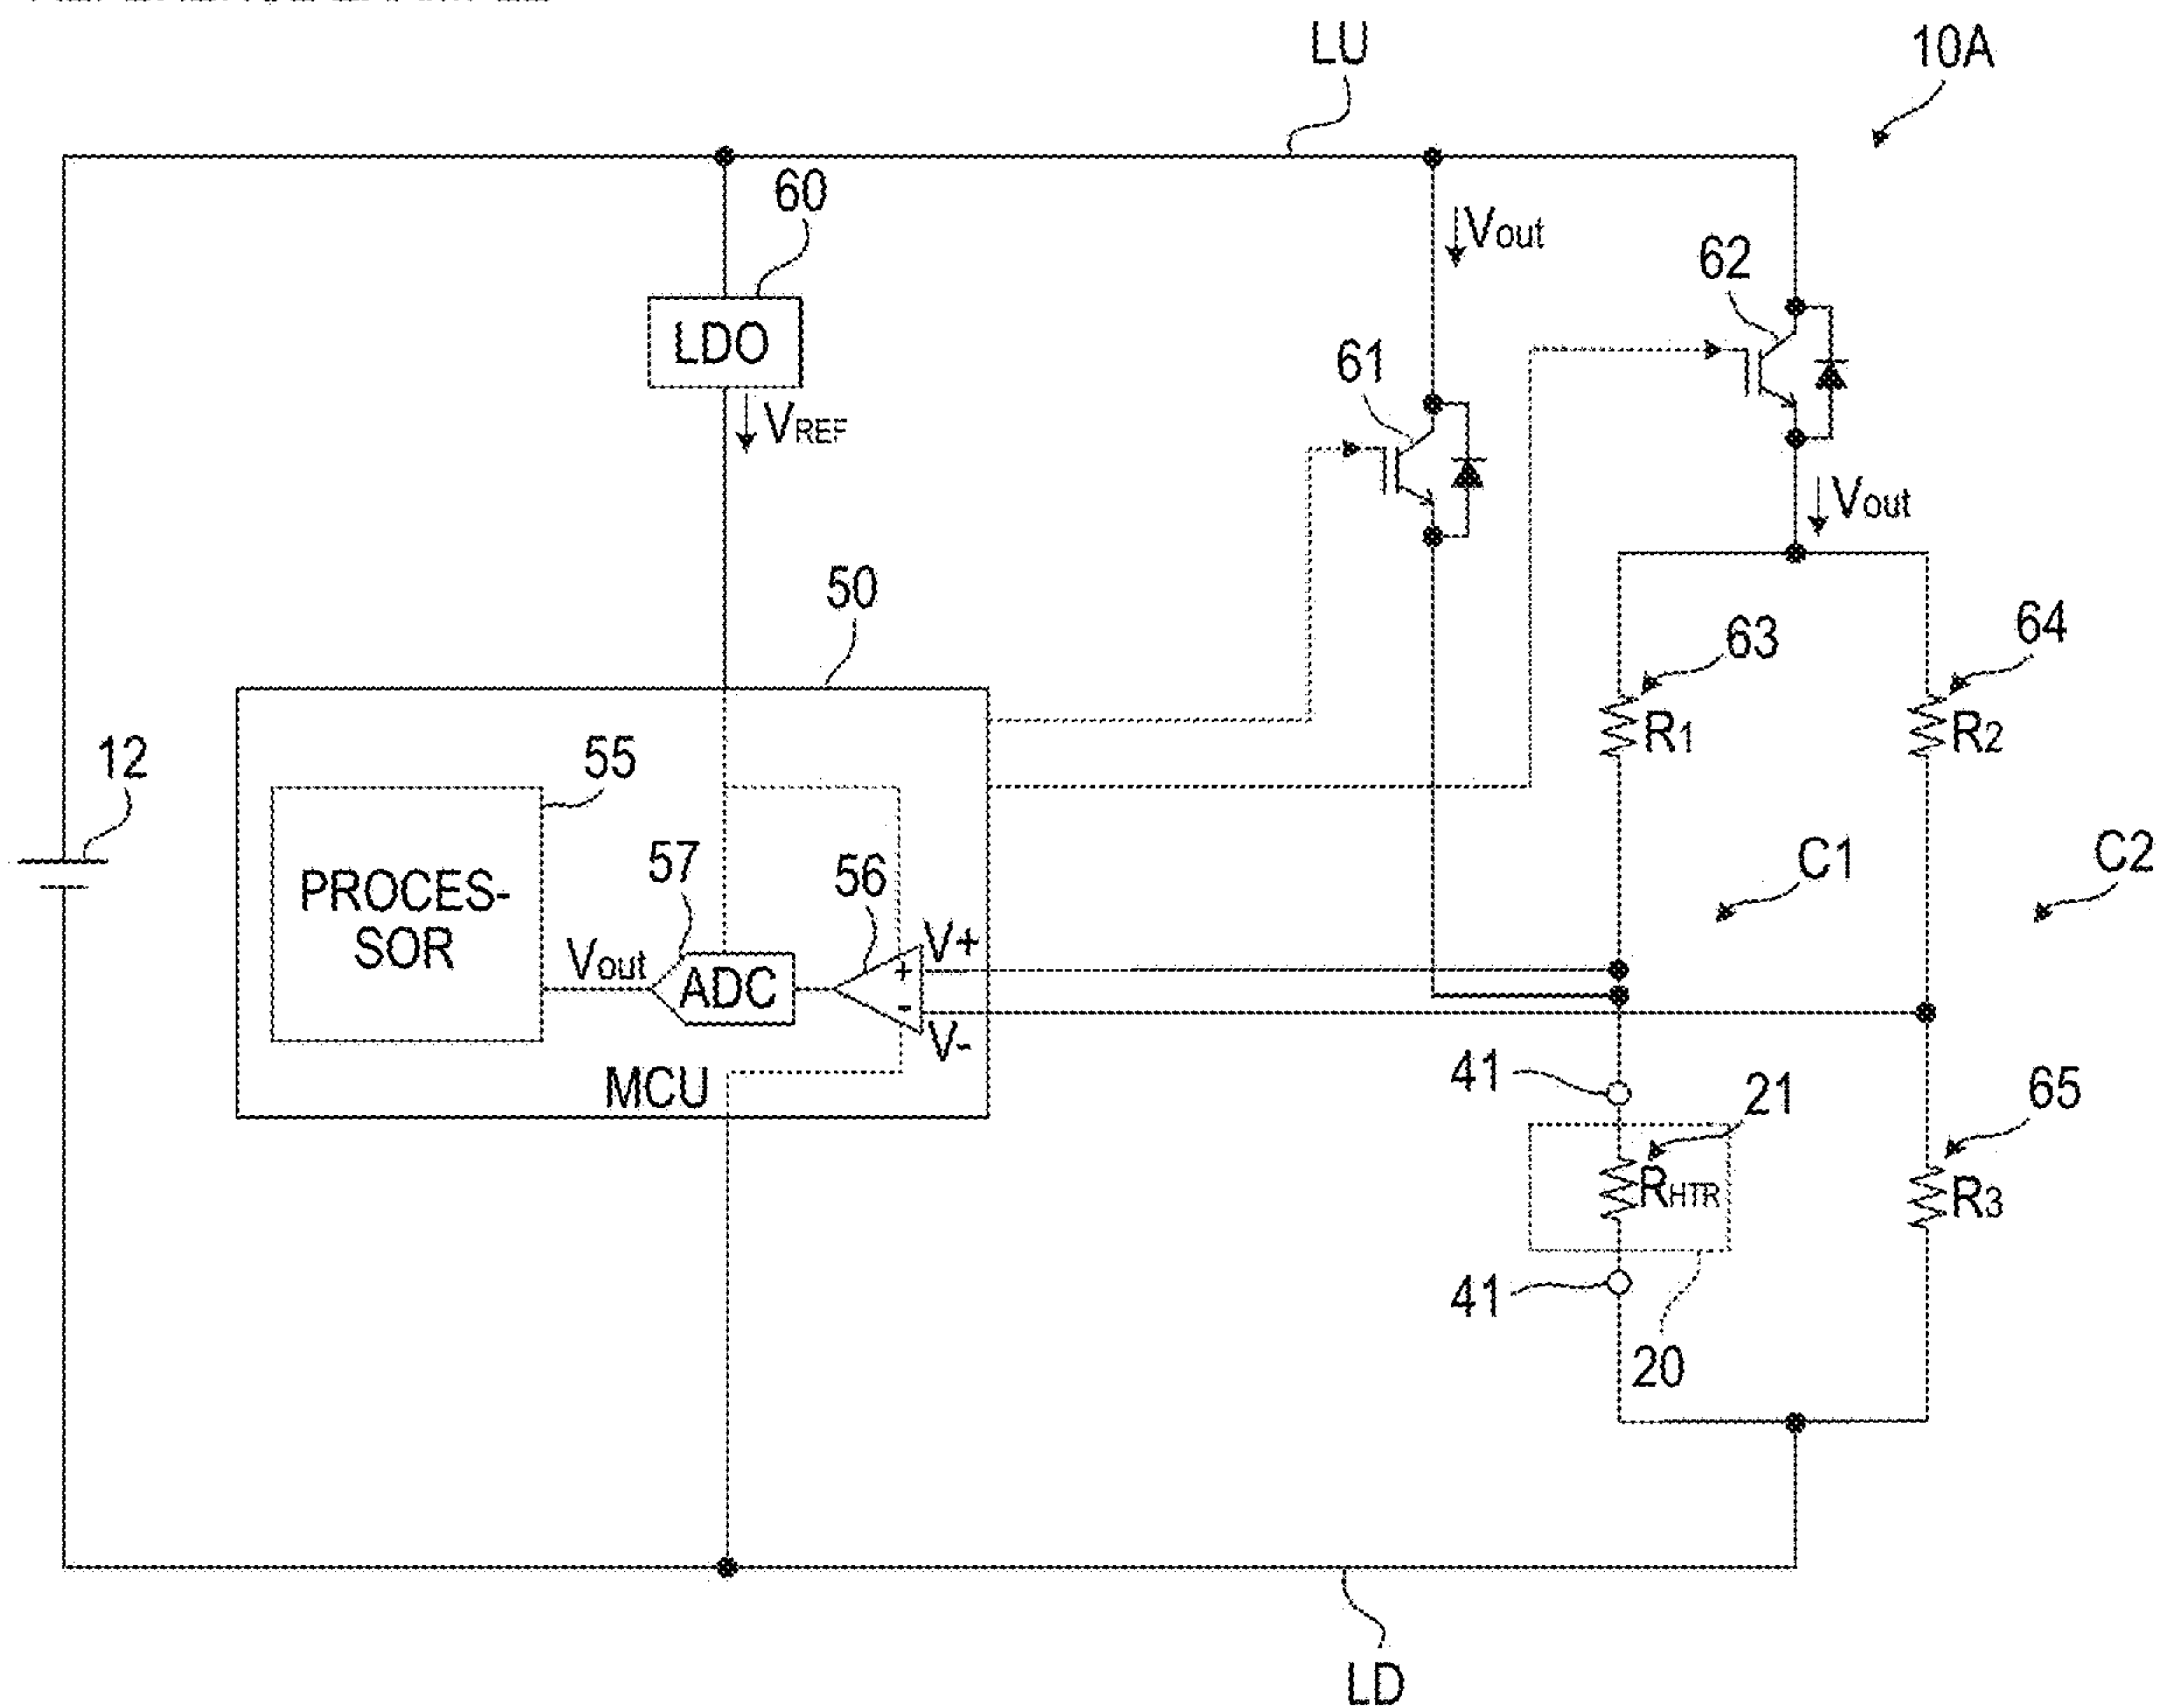 LU
10A
60
Vout
62
LDO
61
VREF
Vout
50
63
64
R1
R2
12
55
57
56
C1
C2
PROCES-
SOR
Vout
ADC
V+
+
-
V-
MCU
41
21
65
RHTR
R3
41
20
LD